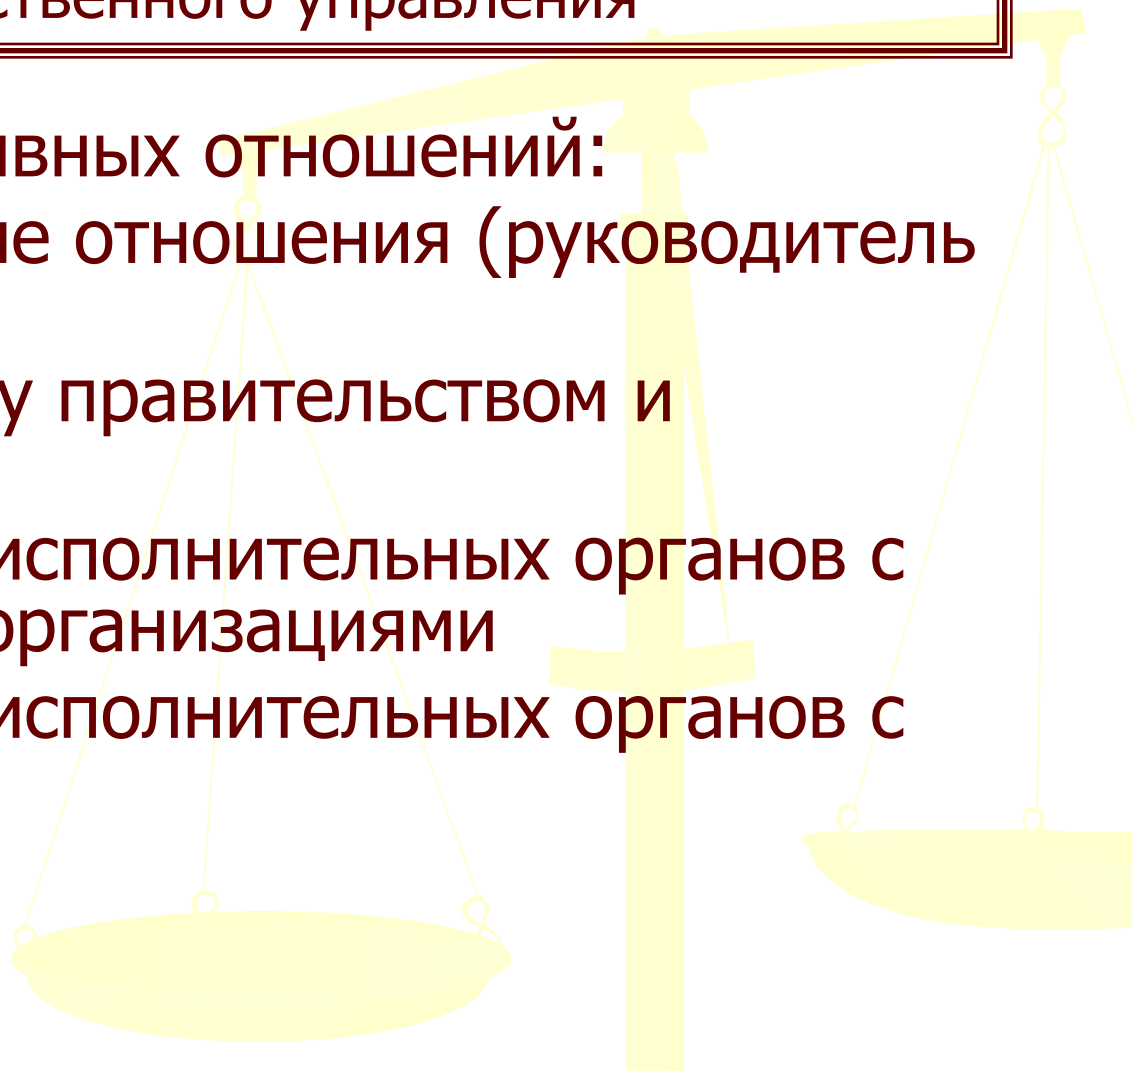 ственного управления
ивных отношений:
ие отношения (руководитель
у правительством и
исполнительных органов с
организациями
исполнительных органов с